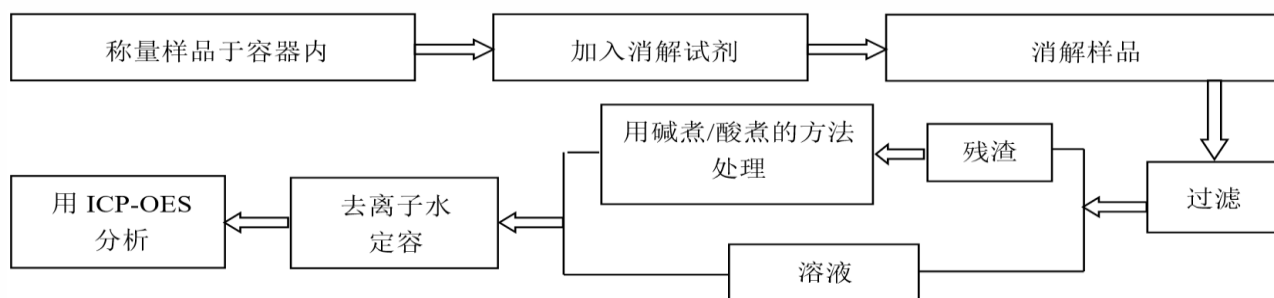 称量样品于容器内
加入消解试剂
消解样品
用碱煮/酸煮的方法
处理
残渣
过滤
用 ICP-OES
分析
去离子水
定容
溶液